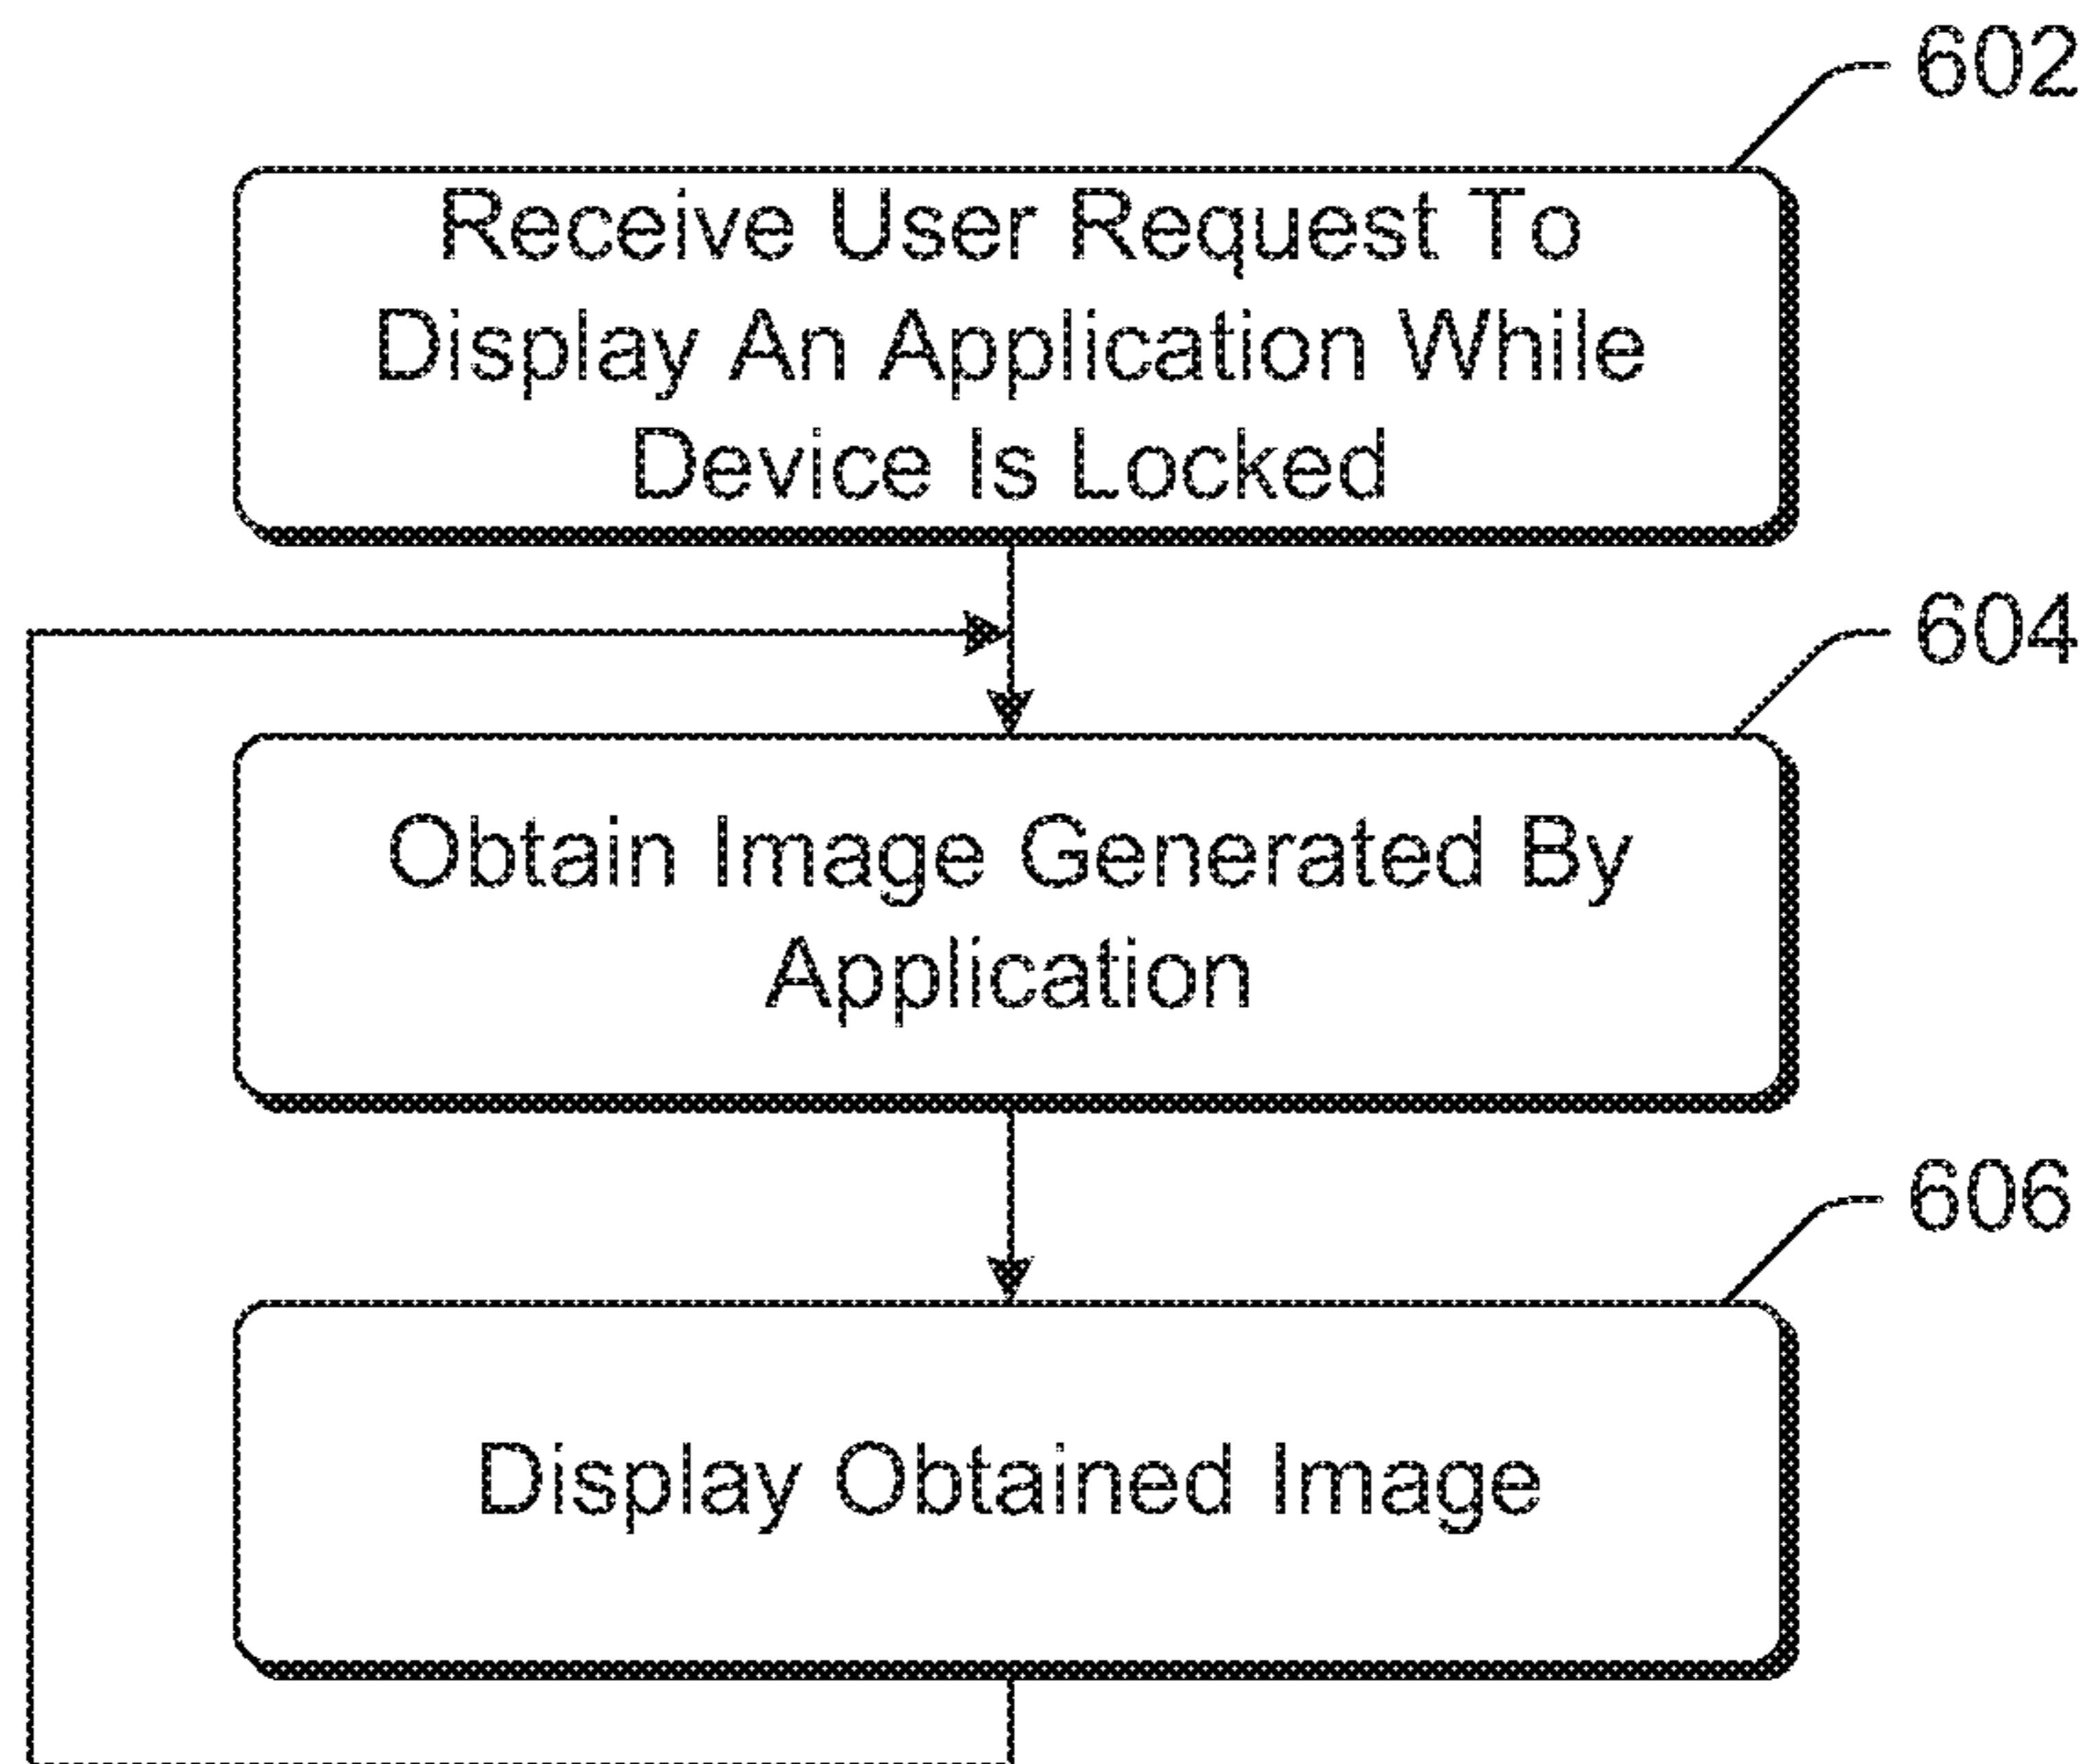 602
Receive User Request To
Display An Application While
Device Is Locked
604
Obtain Image Generated By
Application
606
Display Obtained Image